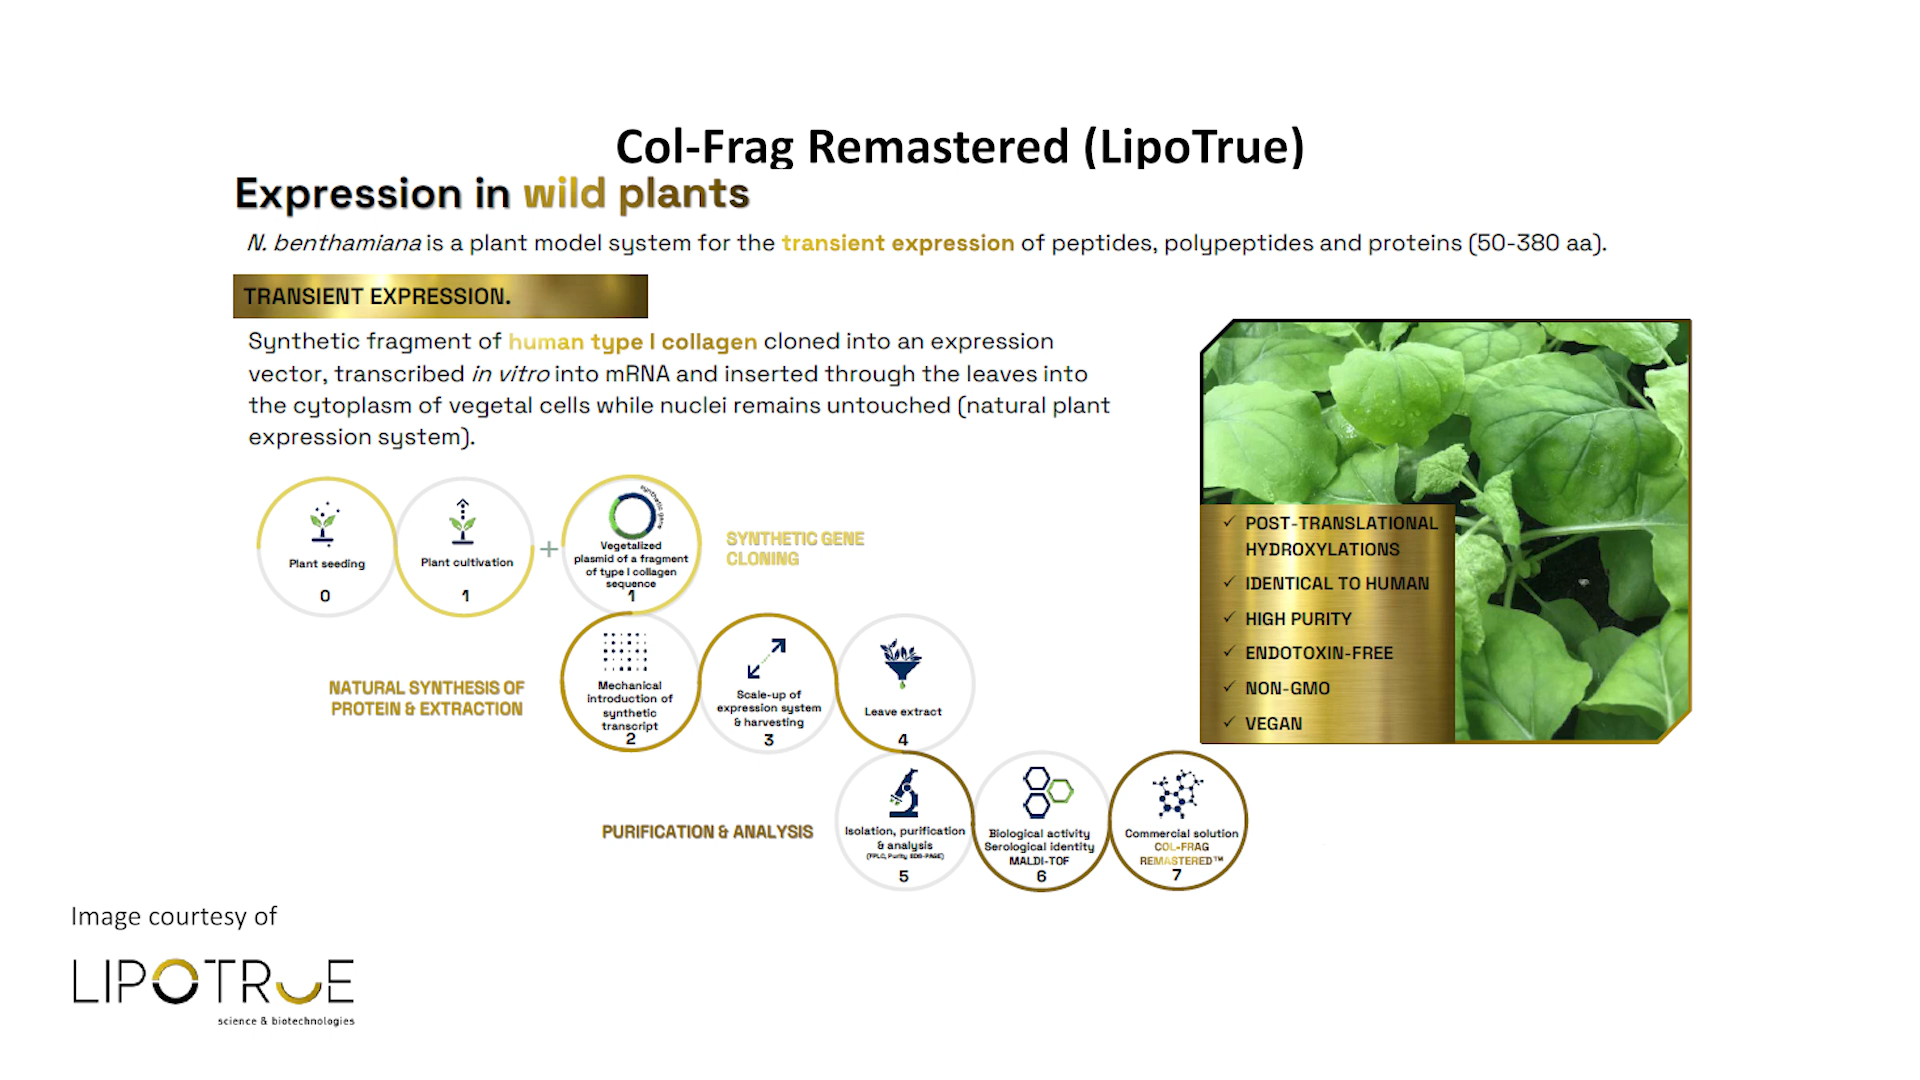 Col-Frag Remastered (LipoTrue)
Expression in wild plants
N. benthamiana is a plant model system for the transient expression of peptides, polypeptides and proteins (50-380 aa).
TRANSIENT EXPRESSION.
Synthetic fragment of human type I collagen cloned into an expression
vector, transcribed in vitro into mRNA and inserted through the leaves into
the cytoplasm of vegetal cells while nuclei remains untouched (natural plant
expression system).
Plant seeding
0
Plant cultivation
1
+
synthetic gene
Vegetalized
plasmid of a fragment
of type I collagen
sequence
1
SYNTHETIC GENE
CLONING
NATURAL SYNTHESIS OF
PROTEIN & EXTRACTION
Mechanical
introduction of
synthetic
transcript
2
Scale-up of
expression system
& harvesting
3
Leave extract
4
PURIFICATION & ANALYSIS
Isolation, purification
& analysis
(FPLC, Purity SDS-PAGE)
5
Biological activity
Serological identity
MALDI-TOF
6
Commercial solution
COL-FRAG
REMASTERED™
7
✓ POST-TRANSLATIONAL
HYDROXYLATIONS
✓ IDENTICAL TO HUMAN
✓ HIGH PURITY
✓ ENDOTOXIN-FREE
✓ NON-GMO
✓ VEGAN
Image courtesy of
LIPOTRUE
science & biotechnologies